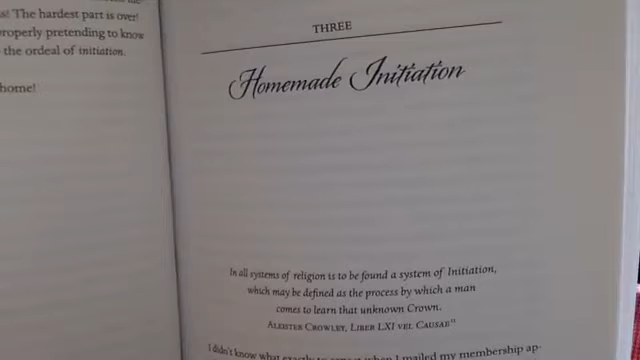 s! The hardest part is over!
roperly pretending to know
the ordeal of initiation.
home!
THREE
Homemade Initiation
In all systems of religion is to be found a system of Initiation,
which may be defined as the process by which a man
comes to learn that unknown Crown.
ALEISTER CROWLEY, LIBER LXI VEL CAUSAE
I didn't know what exactly to expect when I mailed my membership ap-